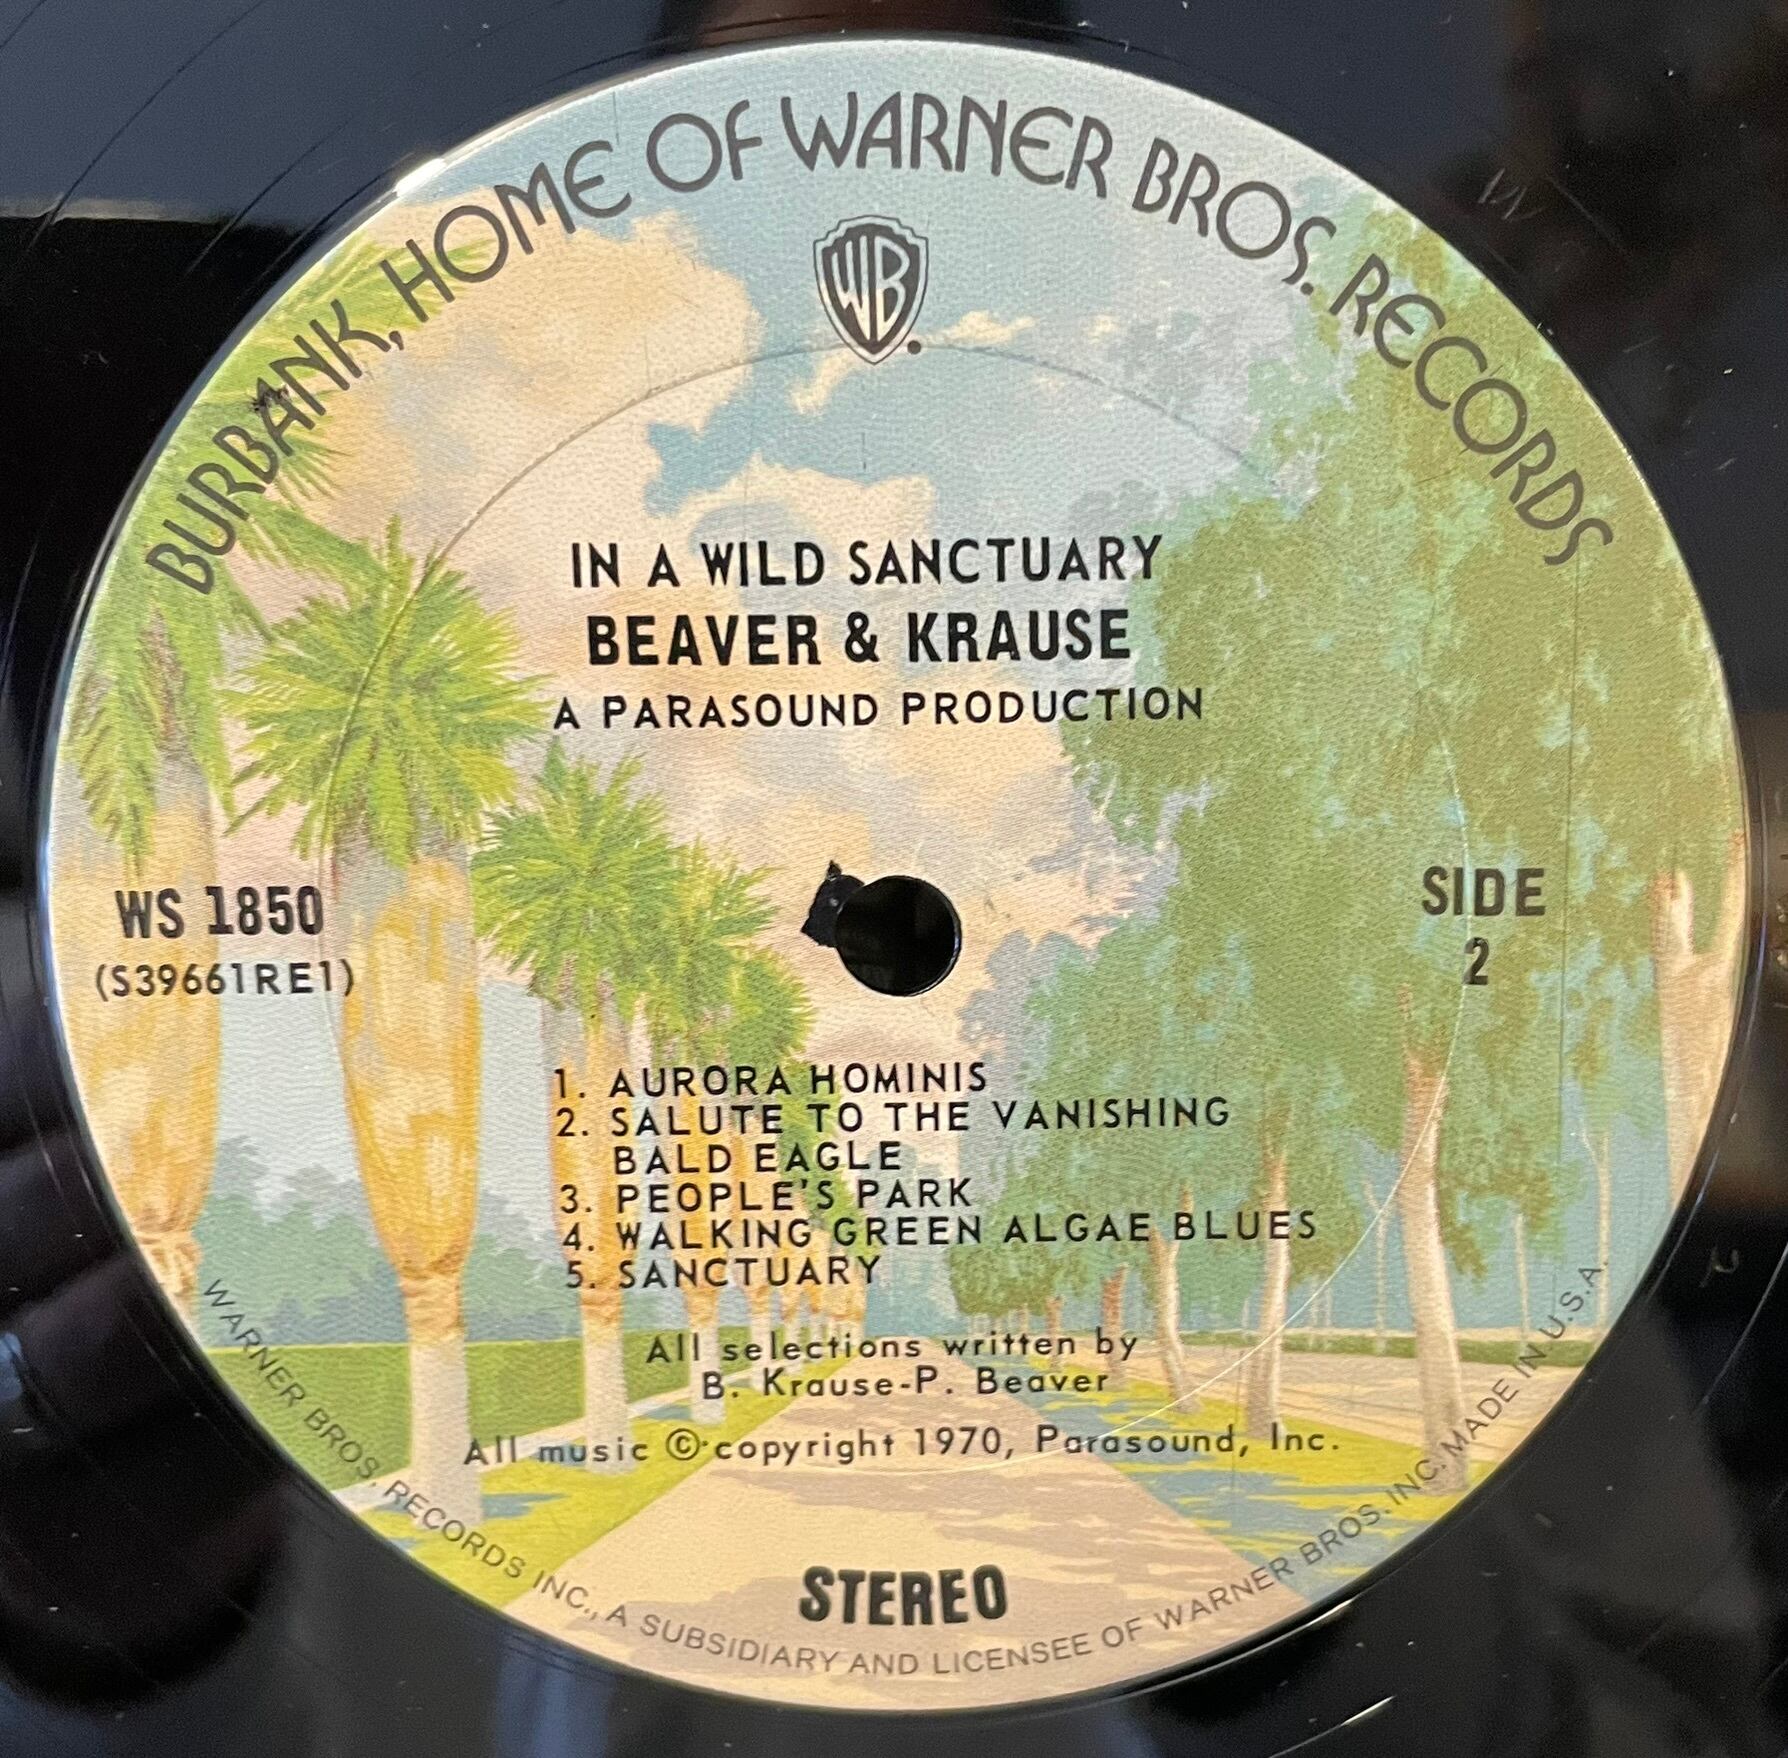 BURBANK, HOME OF WARNER BROS. RECORDS
WB
IN A WILD SANCTUARY
BEAVER & KRAUSE
A PARASOUND PRODUCTION
WS 1850
(S39661RE1)
SIDE
2
1. AURORA HOMINIS
2. SALUTE TO THE VANISHING
BALD EAGLE
3. PEOPLE'S PARK
4. WALKING GREEN ALGAE BLUES
5. SANCTUARY
All selections written by
B. Krause-P. Beaver
All music © copyright 1970, Parasound, Inc.
STEREO
WARNER BROS. RECORDS INC., A SUBSIDIARY AND LICENSEE OF WARNER BROS. INC. MADE IN U.S.A.